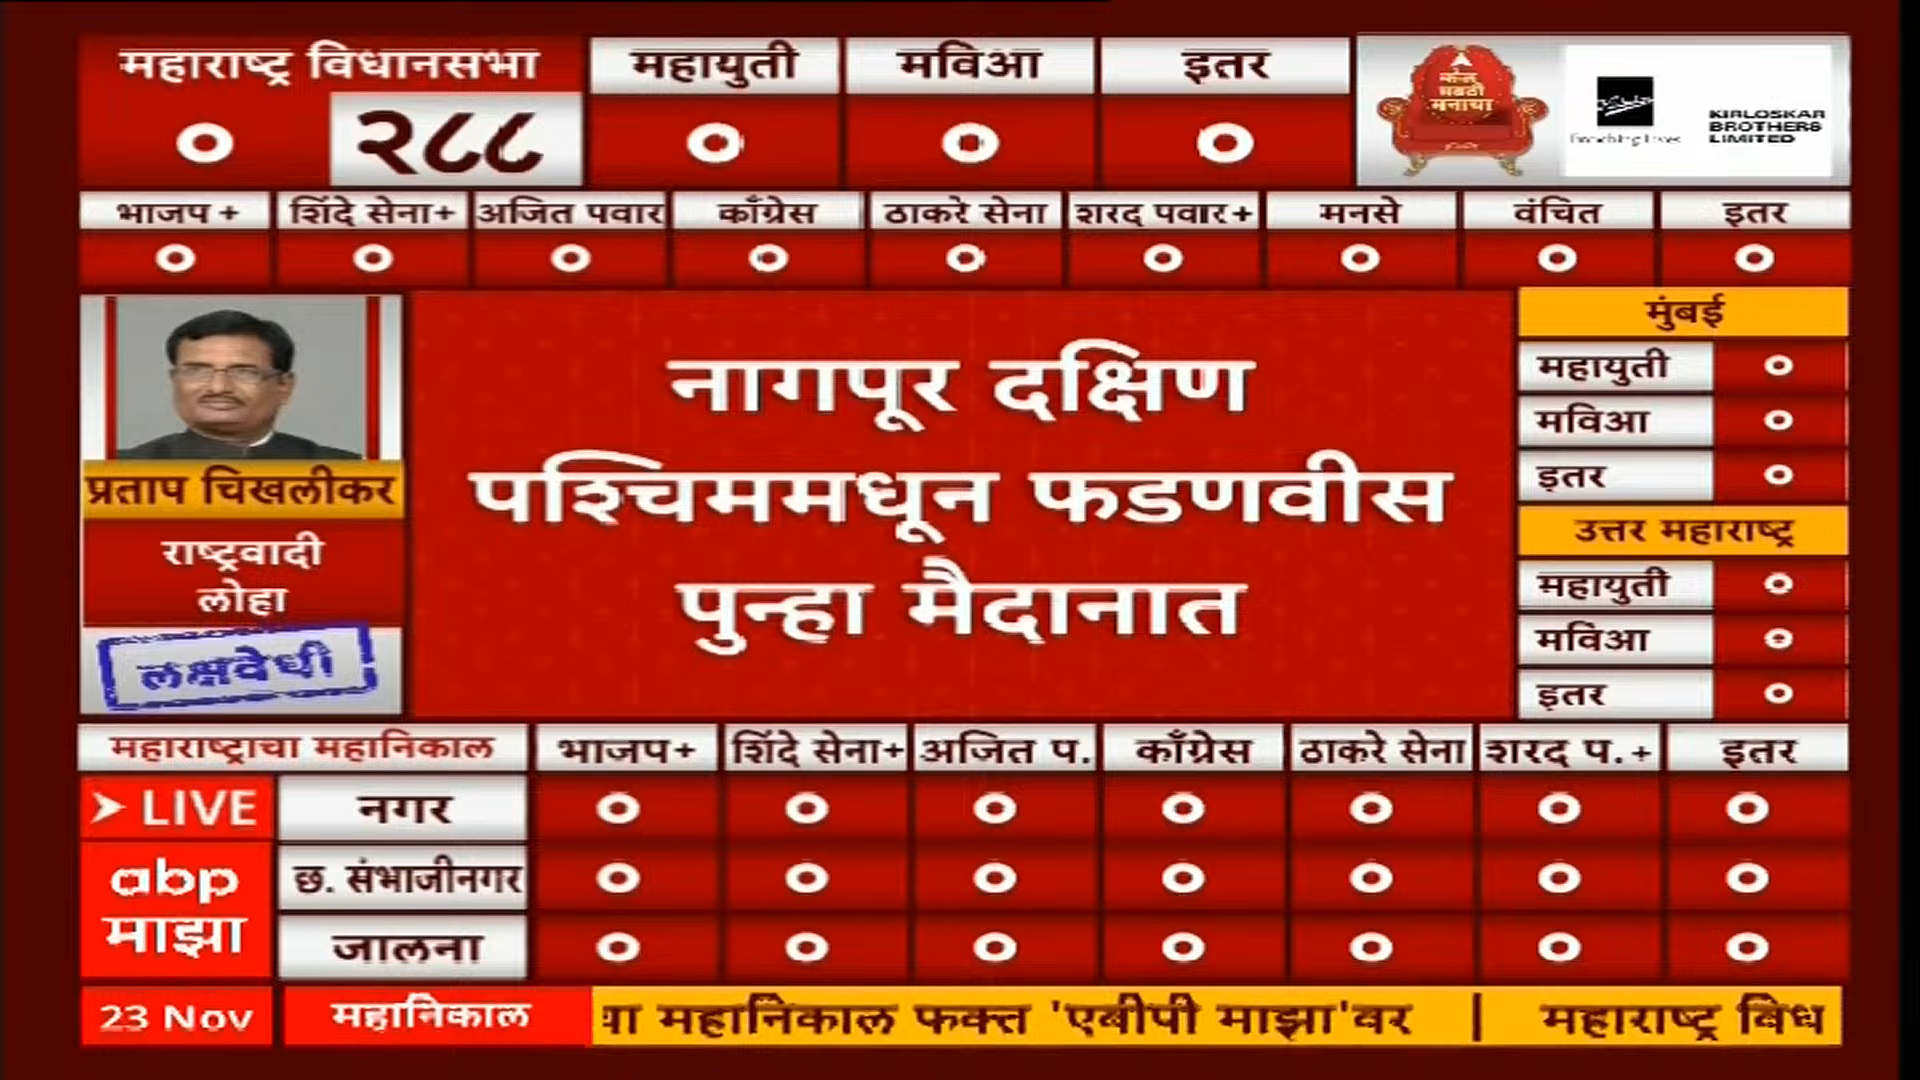 महाराष्ट्र विधानसभा
० २८८
महायुती मविआ इतर
० ० ०
KIRLOSKAR
BROTHERS
LIMITED
भाजप + शिंदे सेना+ अजित पवार काँग्रेस ठाकरे सेना शरद पवार+ मनसे वंचित इतर
० ० ० ० ० ० ० ० ०
प्रताप चिखलीकर
राष्ट्रवादी
लोहा
लक्षवेधी
नागपूर दक्षिण
पश्चिममधून फडणवीस
पुन्हा मैदानात
मुंबई
महायुती ०
मविआ ०
इतर ०
उत्तर महाराष्ट्र
महायुती ०
मविआ ०
इतर ०
महाराष्ट्राचा महानिकाल भाजप+ शिंदे सेना+ अजित प. काँग्रेस ठाकरे सेना शरद प.+ इतर
LIVE
नगर ० ० ० ० ० ० ०
abp
माझा
छ. संभाजीनगर ० ० ० ० ० ० ०
जालना ० ० ० ० ० ० ०
23 Nov
महानिकाल
महानिकाल फक्त 'एबीपी माझा'वर | महाराष्ट्र विध